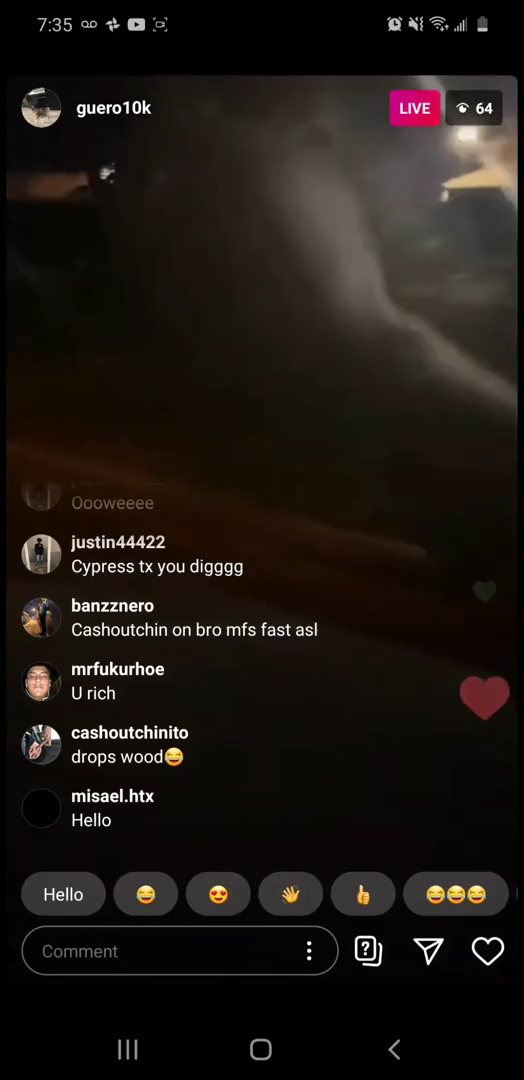 7:35
guero10k
LIVE
64
Oooweeee
justin44422
Cypress tx you digggg
banzznero
Cashoutchin on bro mfs fast asl
mrfukurhoe
U rich
cashoutchinito
drops wood😂
misael.htx
Hello
Hello 😂 😍 👋 👍 😂😂😂
Comment